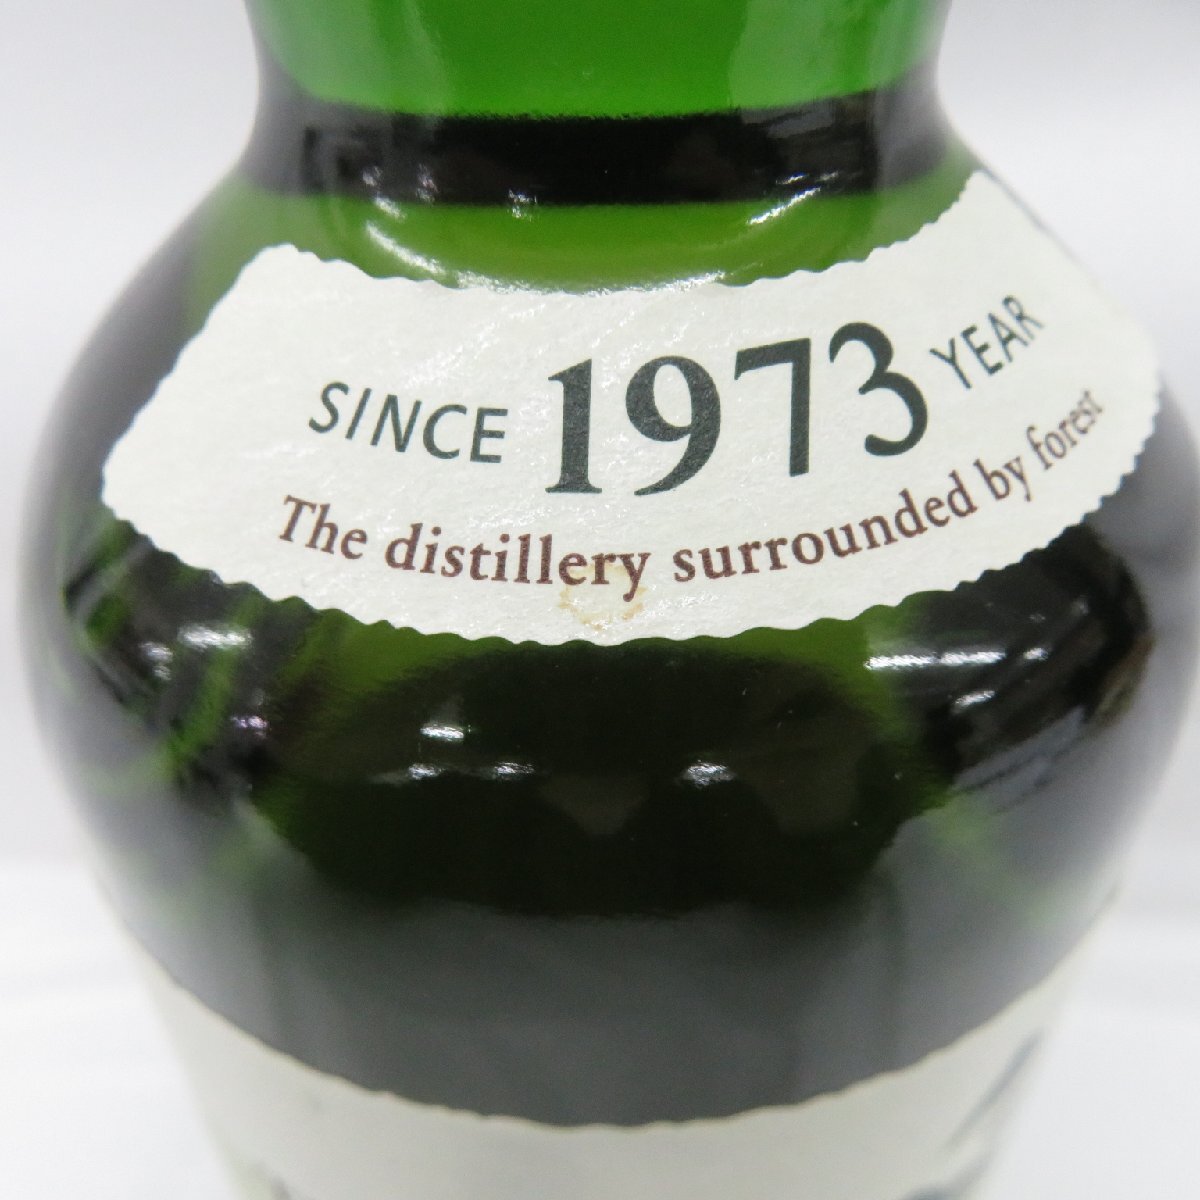 SINCE 1973 YEAR
The distillery surrounded by forest